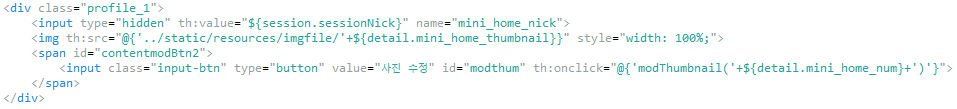 <div class="profile_1">
<input type="hidden" th:value="${session.sessionNick}" name="mini_home_nick">
<img th:src="@{'../static/resources/imgfile/'+${detail.mini_home_thumbnail}}" style="width: 100%;">
<span id="contentmodBtn2">
<input class="input-btn" type="button" value="사진 수정" id="modthum" th:onclick="@{'modThumbnail('+${detail.mini_home_num}+')'}">
</span>
</div>